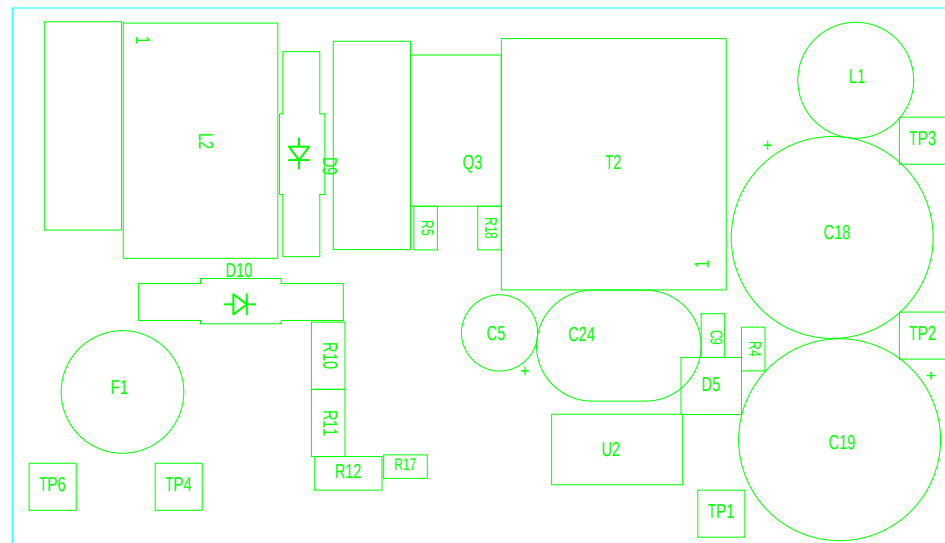 1
L2
D9
Q3
T2
L1
TP3
+
C18
R5
R18
1
D10
C5
C24
C9
R4
TP2
+
+
R10
F1
D5
R11
U2
C19
R12
R17
TP6
TP4
TP1